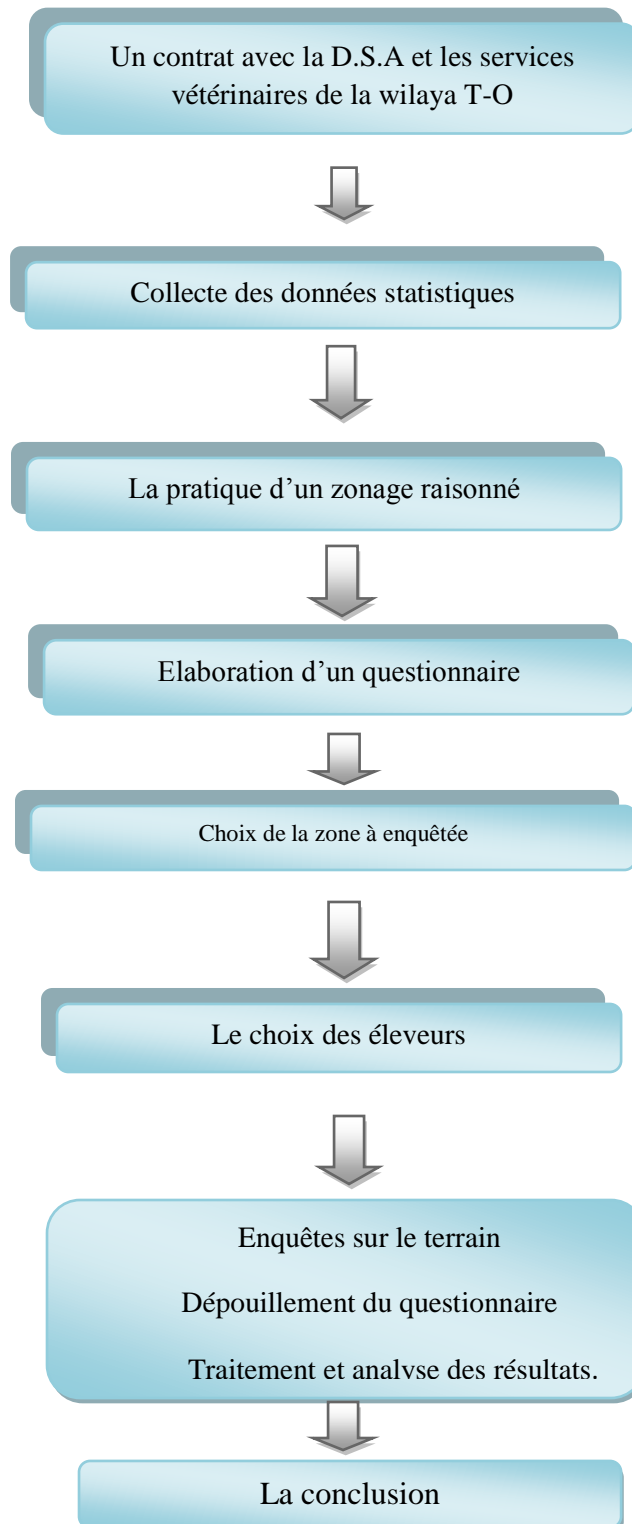 Un contrat avec la D.S.A et les services
vétérinaires de la wilaya T-O
Collecte des données statistiques
La pratique d’un zonage raisonné
Elaboration d’un questionnaire
Choix de la zone à enquêtée
Le choix des éleveurs
Enquêtes sur le terrain
Dépouillement du questionnaire
Traitement et analyse des résultats.
La conclusion